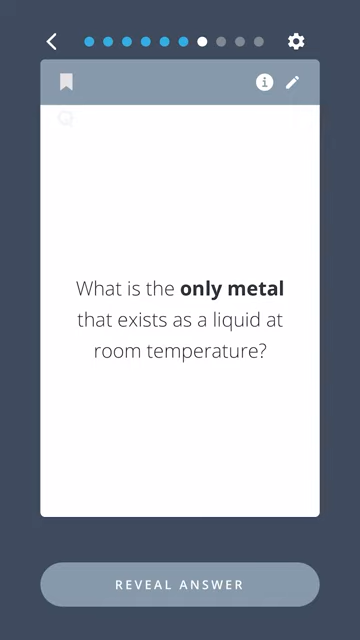 Q
What is the only metal
that exists as a liquid at
room temperature?
REVEAL ANSWER